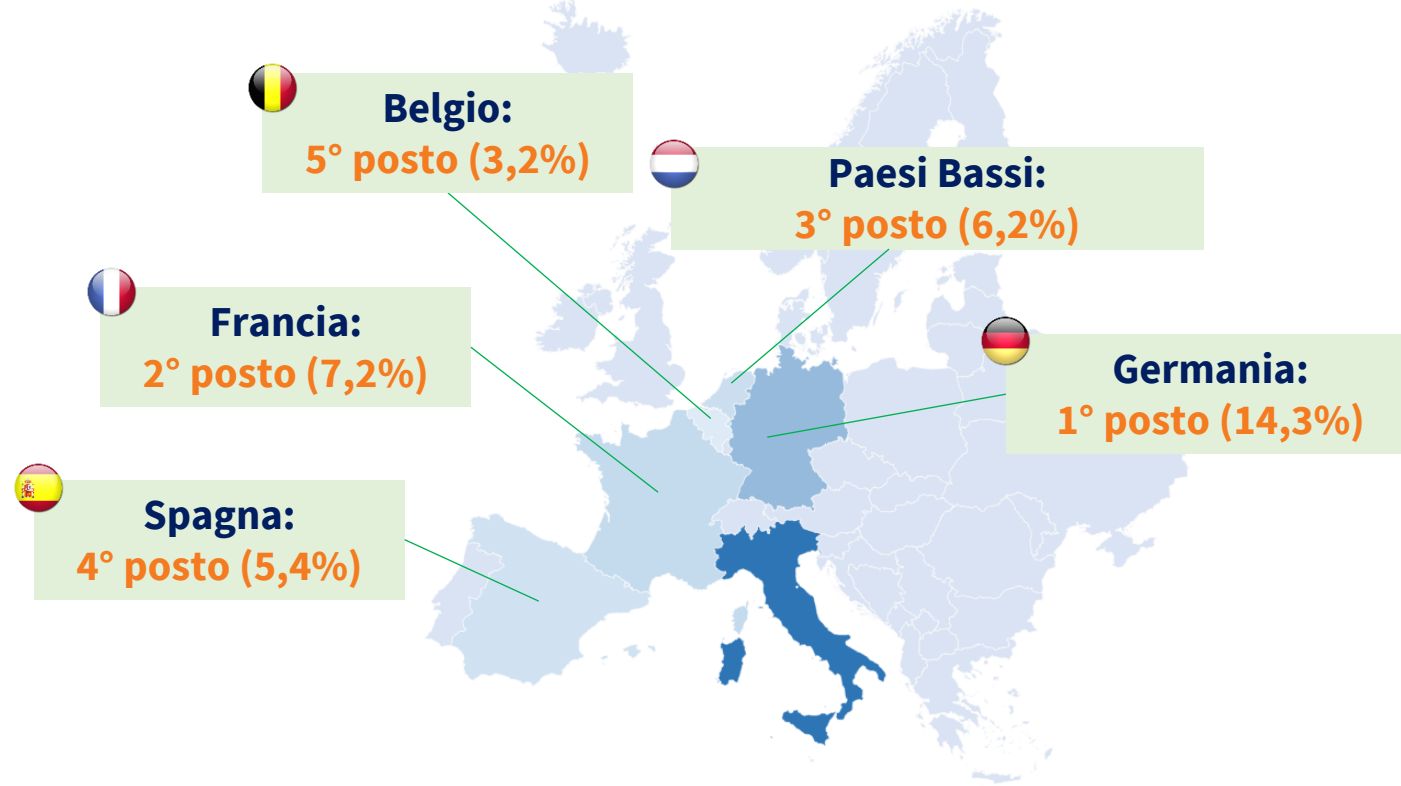 Belgio:
5° posto (3,2%)
Paesi Bassi:
3° posto (6,2%)
Francia:
2° posto (7,2%)
Germania:
1° posto (14,3%)
Spagna:
4° posto (5,4%)